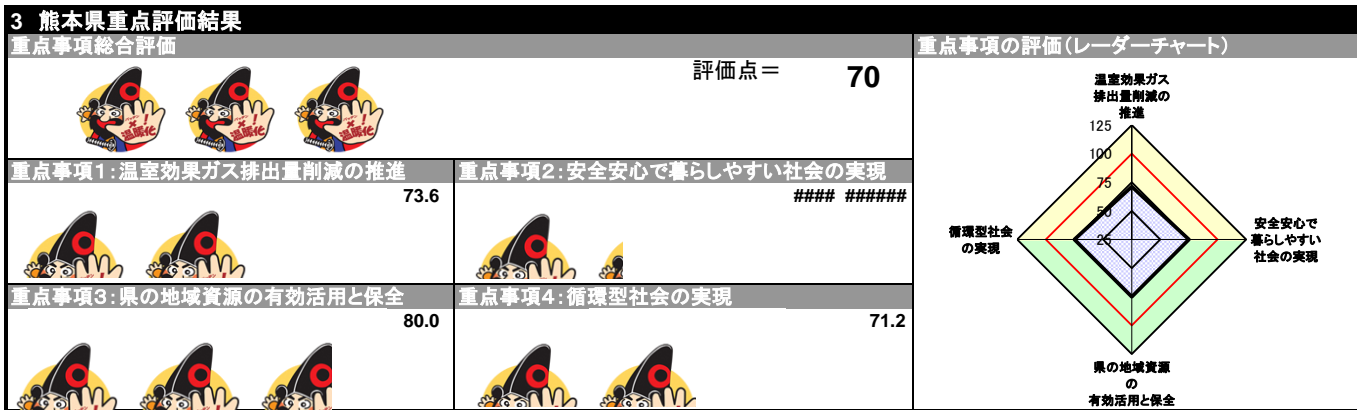 3 熊本県重点評価結果
重点事項総合評価
評価点＝ 70
重点事項1：温室効果ガス排出量削減の推進
73.6
重点事項2：安全安心で暮らしやすい社会の実現
#### ######
重点事項3：県の地域資源の有効活用と保全
80.0
重点事項4：循環型社会の実現
71.2
重点事項の評価（レーダーチャート）
温室効果ガス
排出量削減の
推進
125
100
75
50
25
循環型社会
の実現
安全安心で
暮らしやすい
社会の実現
県の地域資源
の
有効活用と保全